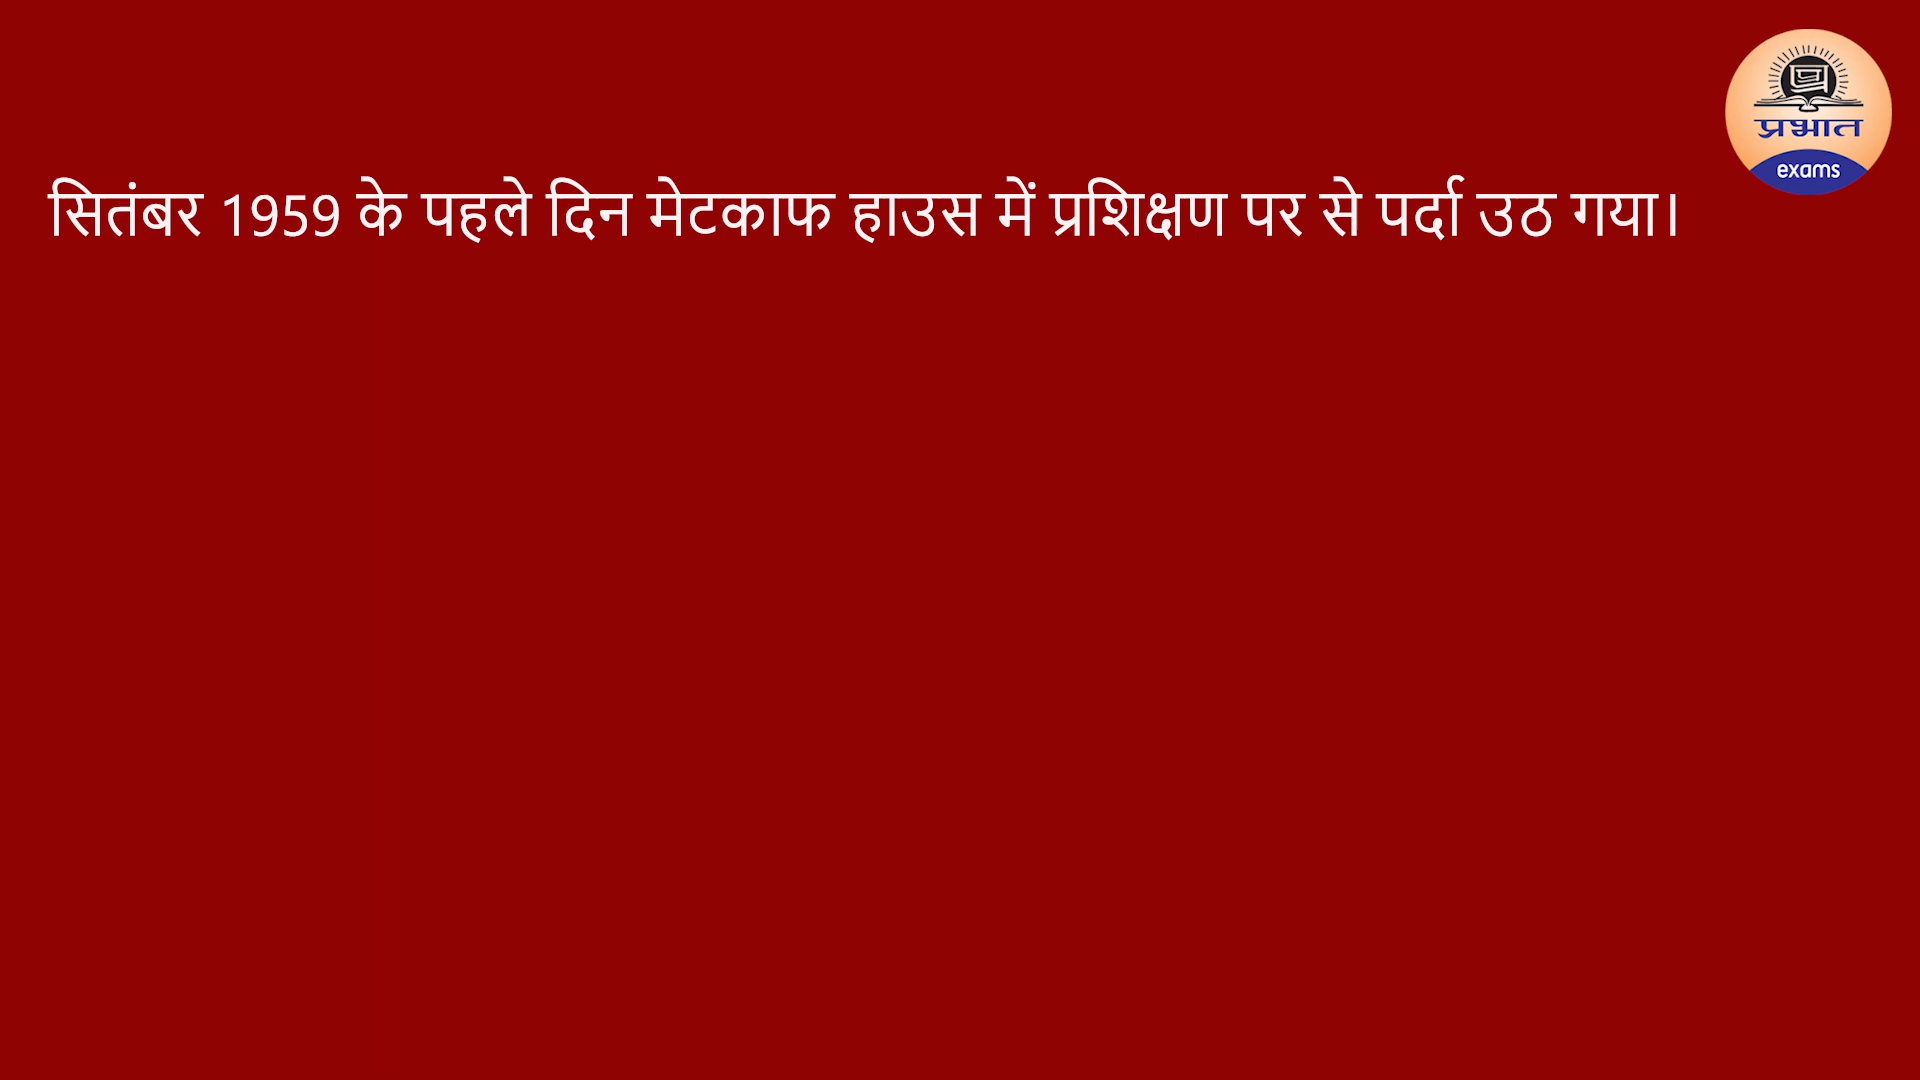 सितंबर 1959 के पहले दिन मेटकाफ हाउस में प्रशिक्षण पर से पर्दा उठ गया।
प्रभात
exams